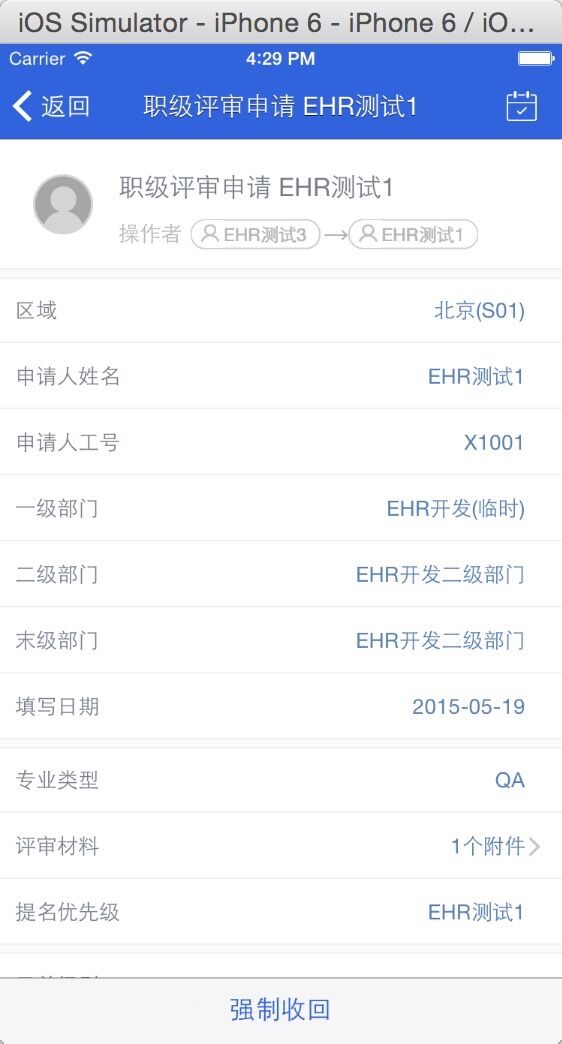 iOS Simulator - iPhone 6 - iPhone 6 / iO...
Carrier 4:29 PM
返回 职级评审申请 EHR测试1
职级评审申请 EHR测试1
操作者 EHR测试3 → EHR测试1
区域 北京(S01)
申请人姓名 EHR测试1
申请人工号 X1001
一级部门 EHR开发(临时)
二级部门 EHR开发二级部门
末级部门 EHR开发二级部门
填写日期 2015-05-19
专业类型 QA
评审材料 1个附件
提名优先级 EHR测试1
强制收回